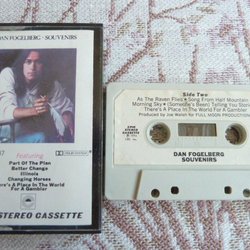 DAN FOGELBERG · SOUVENIRS
Featuring
Part Of The Plan
Better Change
Illinois
Changing Horses
There's A Place In The World
For A Gambler
STEREO CASSETTE
Side Two
As The Raven Flies • Song From Half Mountain
Morning Sky • (Someone's Been) Telling You Stories
There's A Place In The World For A Gambler
Produced by Joe Walsh for FULL MOON PRODUCTIONS
DAN FOGELBERG
SOUVENIRS